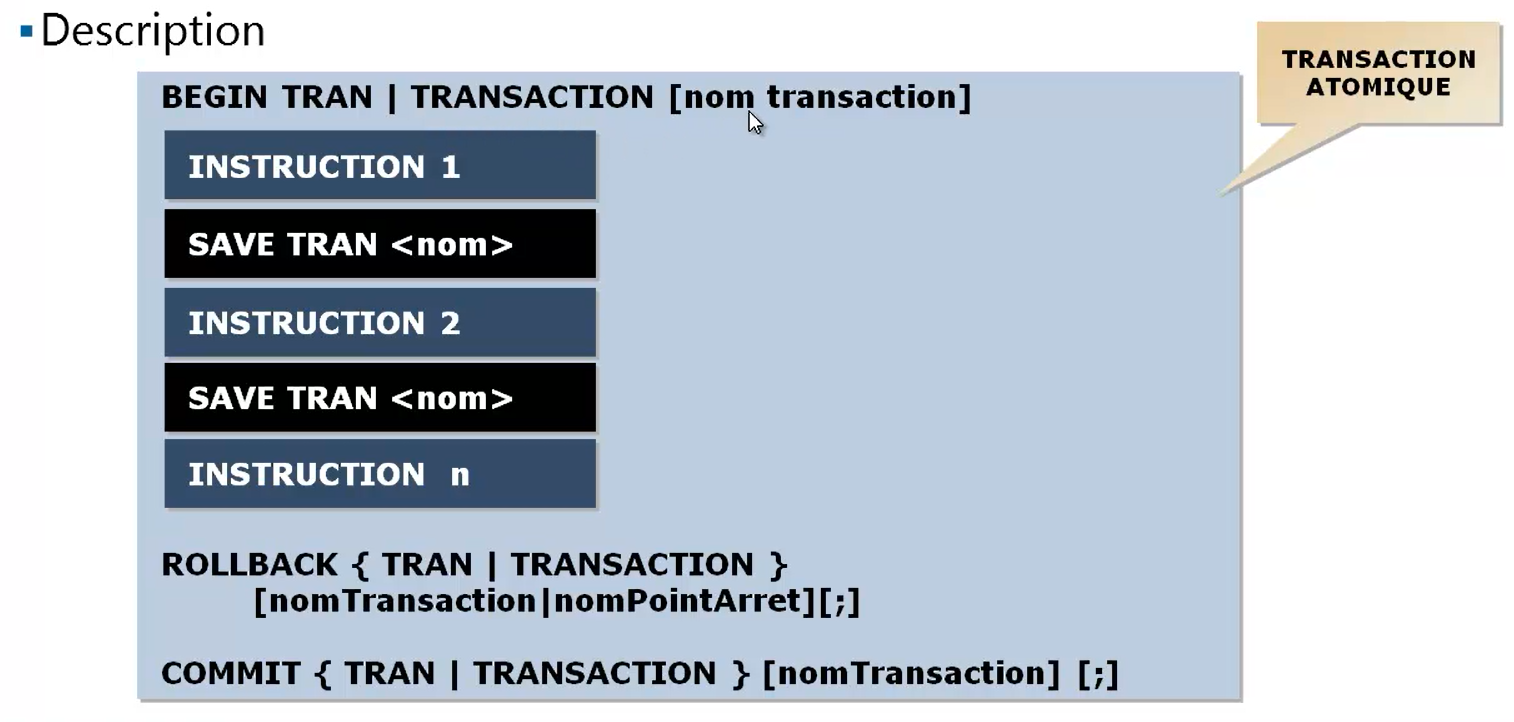 Description
TRANSACTION
ATOMIQUE
BEGIN TRAN | TRANSACTION [nom transaction]
INSTRUCTION 1
SAVE TRAN <nom>
INSTRUCTION 2
SAVE TRAN <nom>
INSTRUCTION n
ROLLBACK { TRAN | TRANSACTION }
[nomTransaction|nomPointArret][;]
COMMIT { TRAN | TRANSACTION } [nomTransaction] [;]